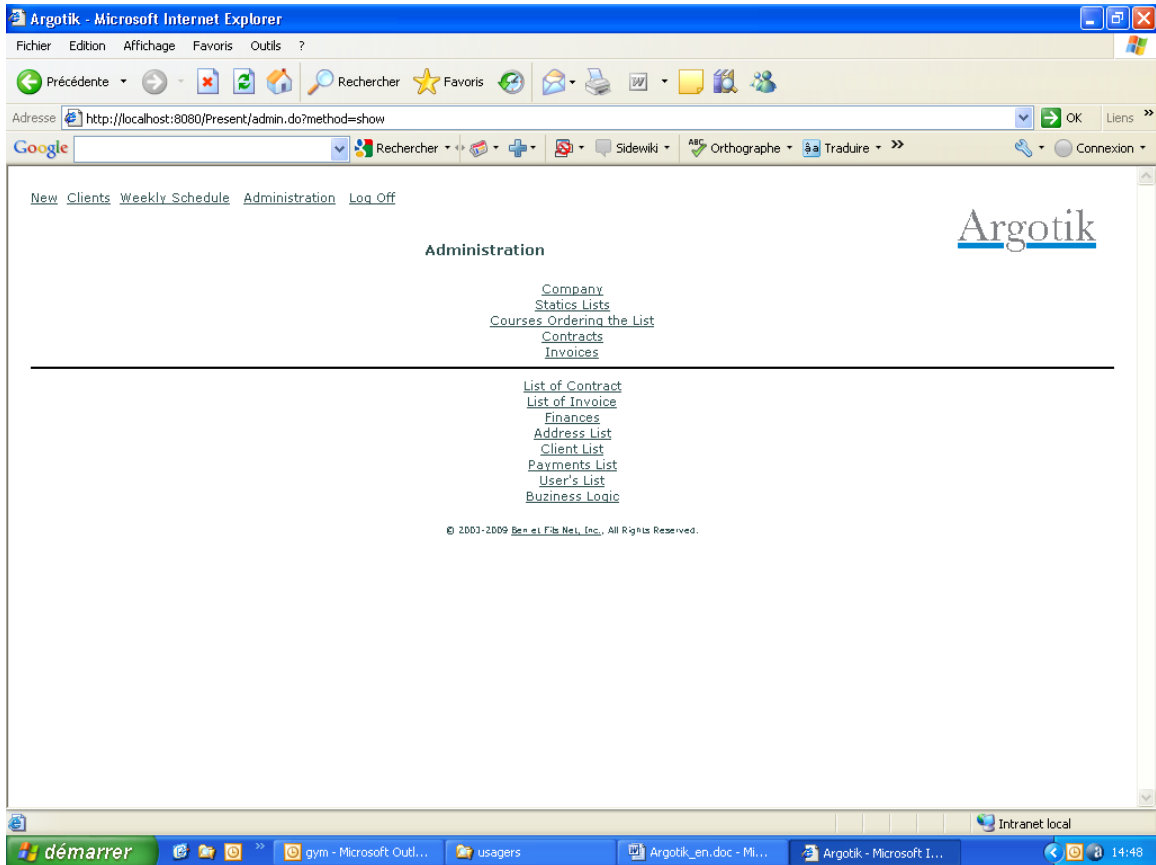 Argotik - Microsoft Internet Explorer
Fichier Edition Affichage Favoris Outils ?
Précédente Rechercher Favoris
Adresse http://localhost:8080/Present/admin.do?method=show OK Liens »
Google Rechercher Sidewiki ABC Orthographe Traduire » Connexion
New Clients Weekly Schedule Administration Log Off
Argotik
Administration
Company
Statics Lists
Courses Ordering the List
Contracts
Invoices
List of Contract
List of Invoice
Finances
Address List
Client List
Payments List
User's List
Buziness Logic
© 2003-2009 Ben et Fils Net, Inc., All Rights Reserved.
Intranet local
démarrer » gym - Microsoft Outl... usagers Argotik_en.doc - Mi... Argotik - Microsoft I... 14:48